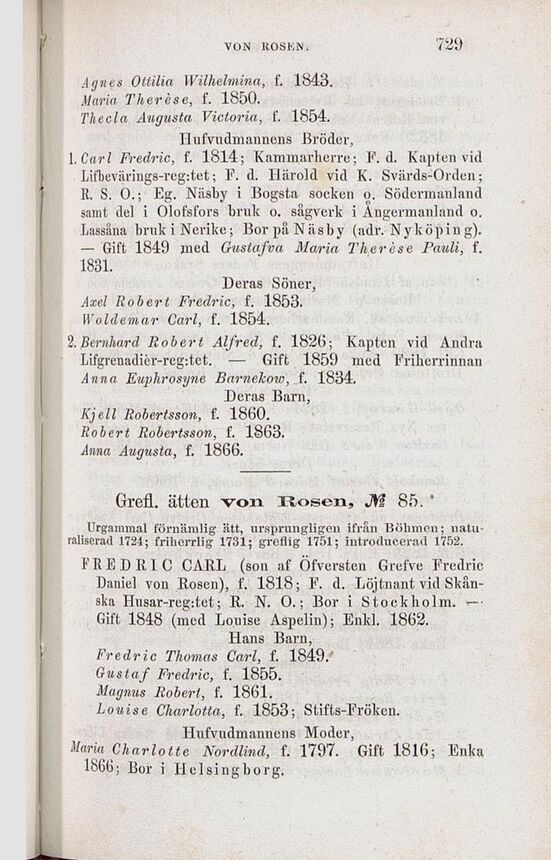 VON ROSEN. 729
Agnes Ottilia Wilhelmina, f. 1843.
Maria Therèse, f. 1850.
Thecla Augusta Victoria, f. 1854.
Hufvudmannens Bröder,
1. Carl Fredric, f. 1814; Kammarherre; F. d. Kapten vid
Lifbevärings-reg:tet; F. d. Härold vid K. Svärds-Orden;
R. S. O.; Eg. Näsby i Bogsta socken o. Södermanland
samt del i Olofsfors bruk o. sågverk i Ångermanland o.
Lassåna bruk i Nerike; Bor på Näsby (adr. Nyköping).
— Gift 1849 med Gustafva Maria Therèse Pauli, f.
1831.
Deras Söner,
Axel Robert Fredric, f. 1853.
Woldemar Carl, f. 1854.
2. Bernhard Robert Alfred, f. 1826; Kapten vid Andra
Lifgrenadièr-reg:tet. — Gift 1859 med Friherrinnan
Anna Euphrosyne Barnekow, f. 1834.
Deras Barn,
Kjell Robertsson, f. 1860.
Robert Robertsson, f. 1863.
Anna Augusta, f. 1866.
Grefl. ätten von Rosen, № 85.
Urgammal förnämlig ätt, ursprungligen ifrån Böhmen; natu-
raliserad 1724; friherrlig 1731; greflig 1751; introducerad 1752.
FREDRIC CARL (son af Öfversten Grefve Fredric
Daniel von Rosen), f. 1818; F. d. Löjtnant vid Skån-
ska Husar-reg:tet; R. N. O.; Bor i Stockholm. —
Gift 1848 (med Louise Aspelin); Enkl. 1862.
Hans Barn,
Fredric Thomas Carl, f. 1849.
Gustaf Fredric, f. 1855.
Magnus Robert, f. 1861.
Louise Charlotta, f. 1853; Stifts-Fröken.
Hufvudmannens Moder,
Maria Charlotte Nordlind, f. 1797. Gift 1816; Enka
1866; Bor i Helsingborg.